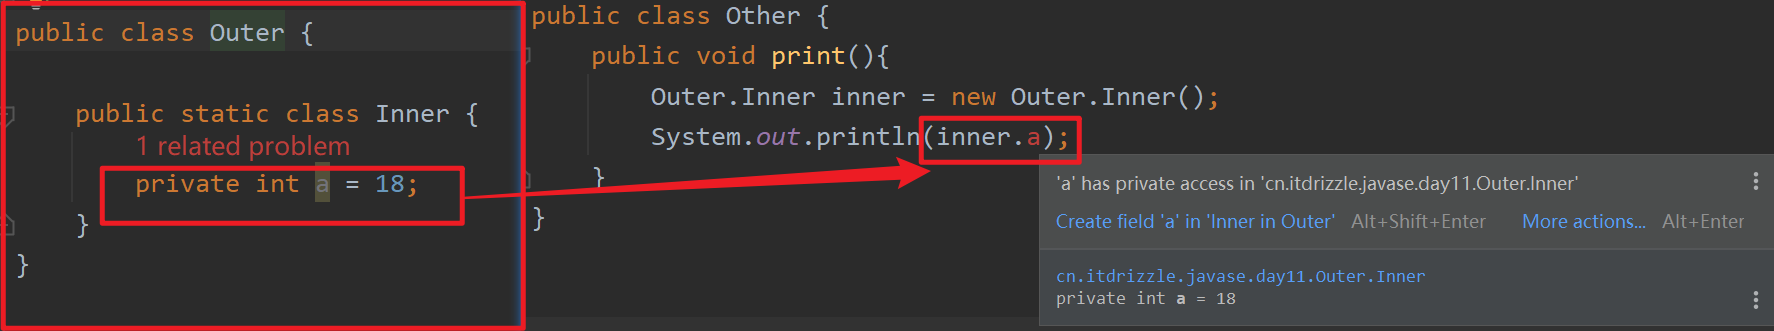 public class Outer {
public static class Inner {
1 related problem
private int a = 18;
}
}
public class Other {
public void print(){
Outer.Inner inner = new Outer.Inner();
System.out.println(inner.a);
}
}
'a' has private access in 'cn.itdrizzle.javase.day11.Outer.Inner'
Create field 'a' in 'Inner in Outer' Alt+Shift+Enter More actions... Alt+Enter
cn.itdrizzle.javase.day11.Outer.Inner
private int a = 18